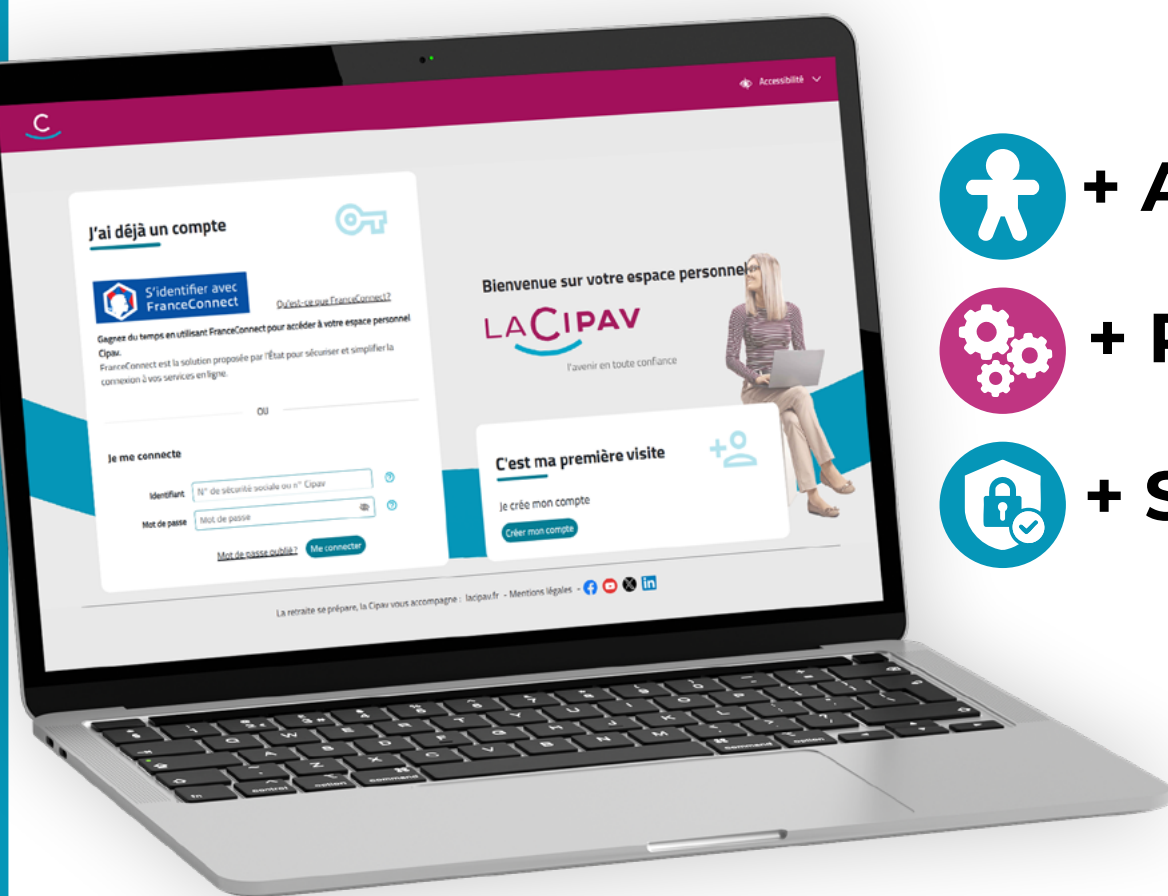 C
Accessibilité
J'ai déjà un compte
S'identifier avec
FranceConnect
Qu'est-ce que FranceConnect?
Gagnez du temps en utilisant FranceConnect pour accéder à votre espace personnel
Cipav.
FranceConnect est la solution proposée par l'État pour sécuriser et simplifier la
connexion à vos services en ligne.
OU
Je me connecte
Identifiant
N° de sécurité sociale ou n° Cipav
Mot de passe
Mot de passe
Mot de passe oublié ?
Me connecter
Bienvenue sur votre espace personnel
LACIPAV
l'avenir en toute confiance
C'est ma première visite
Je crée mon compte
Créer mon compte
La retraite se prépare, la Cipav vous accompagne : lacipav.fr - Mentions légales -
+ A
+ P
+ S